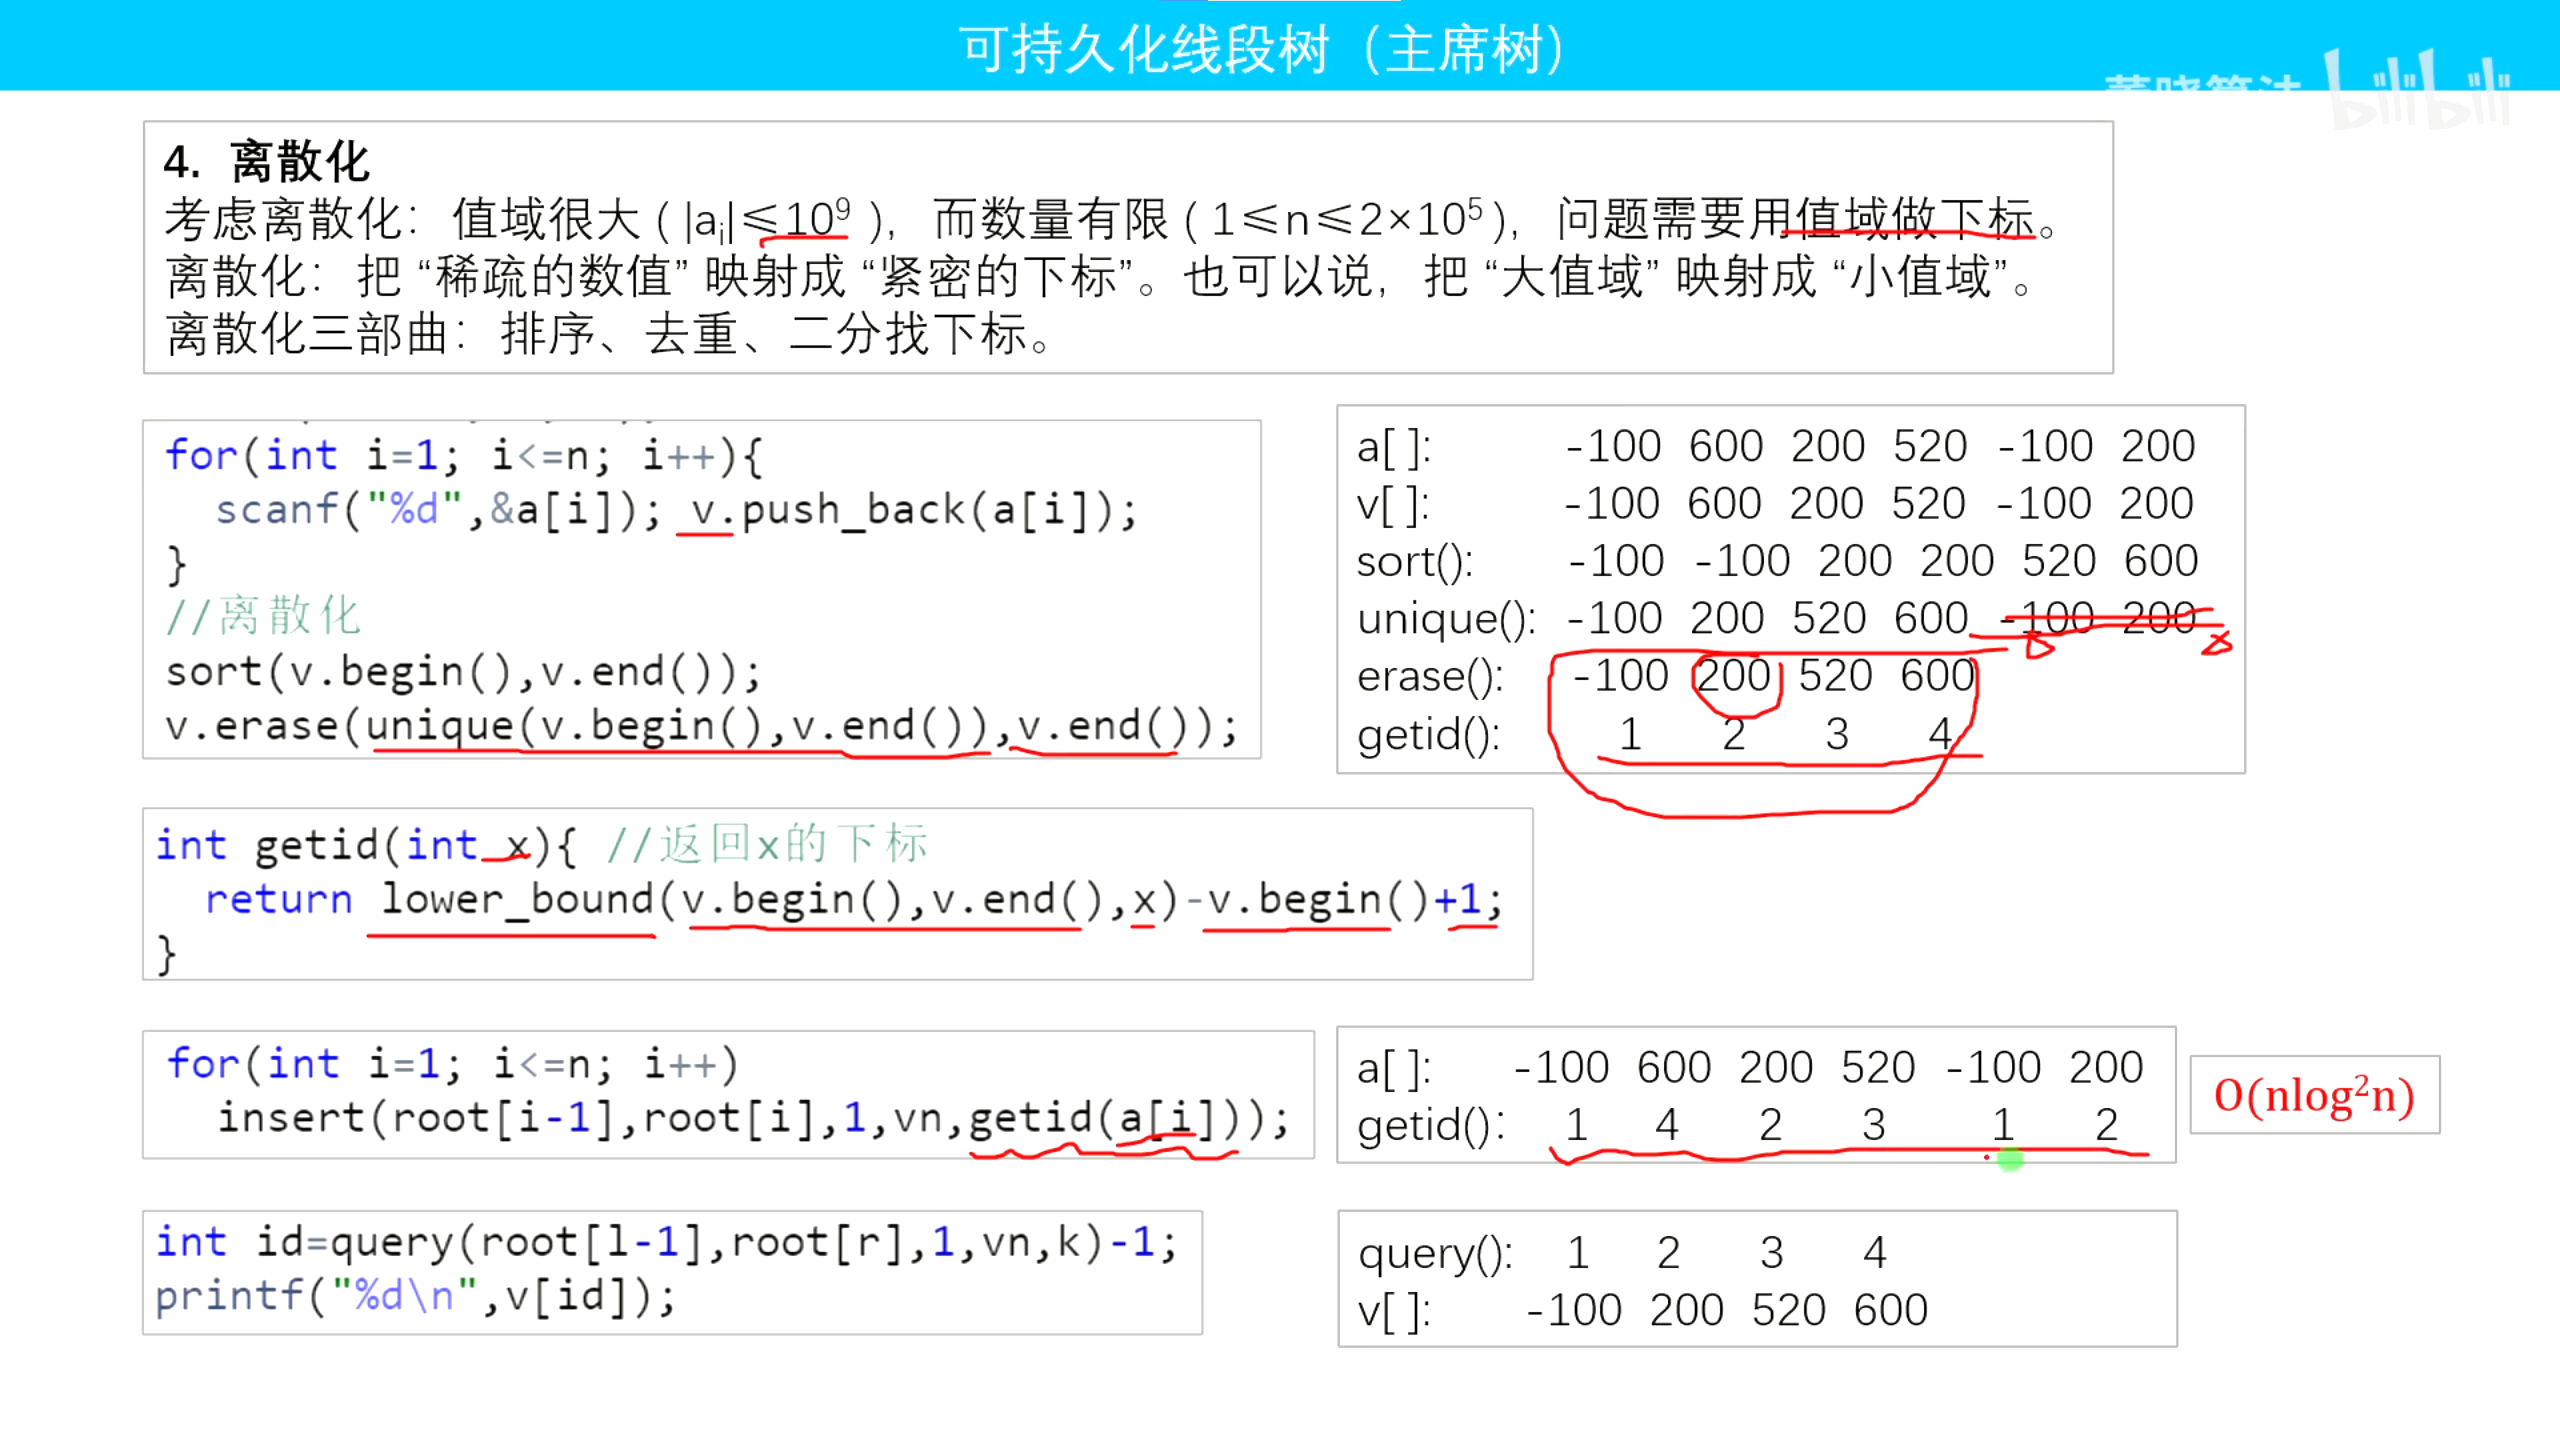 可持久化线段树（主席树）
董晓算法 bilibili
4. 离散化
考虑离散化：值域很大 ( |aᵢ|≤10⁹ )，而数量有限 ( 1≤n≤2×10⁵ )，问题需要用值域做下标。
离散化：把 “稀疏的数值” 映射成 “紧密的下标”。也可以说，把 “大值域” 映射成 “小值域”。
离散化三部曲：排序、去重、二分找下标。
for(int i=1; i<=n; i++){
scanf("%d",&a[i]); v.push_back(a[i]);
}
//离散化
sort(v.begin(),v.end());
v.erase(unique(v.begin(),v.end()),v.end());
a[ ]: -100 600 200 520 -100 200
v[ ]: -100 600 200 520 -100 200
sort(): -100 -100 200 200 520 600
unique(): -100 200 520 600 -100 200
erase(): -100 200 520 600
getid(): 1 2 3 4
int getid(int x){ //返回x的下标
return lower_bound(v.begin(),v.end(),x)-v.begin()+1;
}
for(int i=1; i<=n; i++)
insert(root[i-1],root[i],1,vn,getid(a[i]));
a[ ]: -100 600 200 520 -100 200
getid(): 1 4 2 3 1 2
O(nlog²n)
int id=query(root[l-1],root[r],1,vn,k)-1;
printf("%d\n",v[id]);
query(): 1 2 3 4
v[ ]: -100 200 520 600